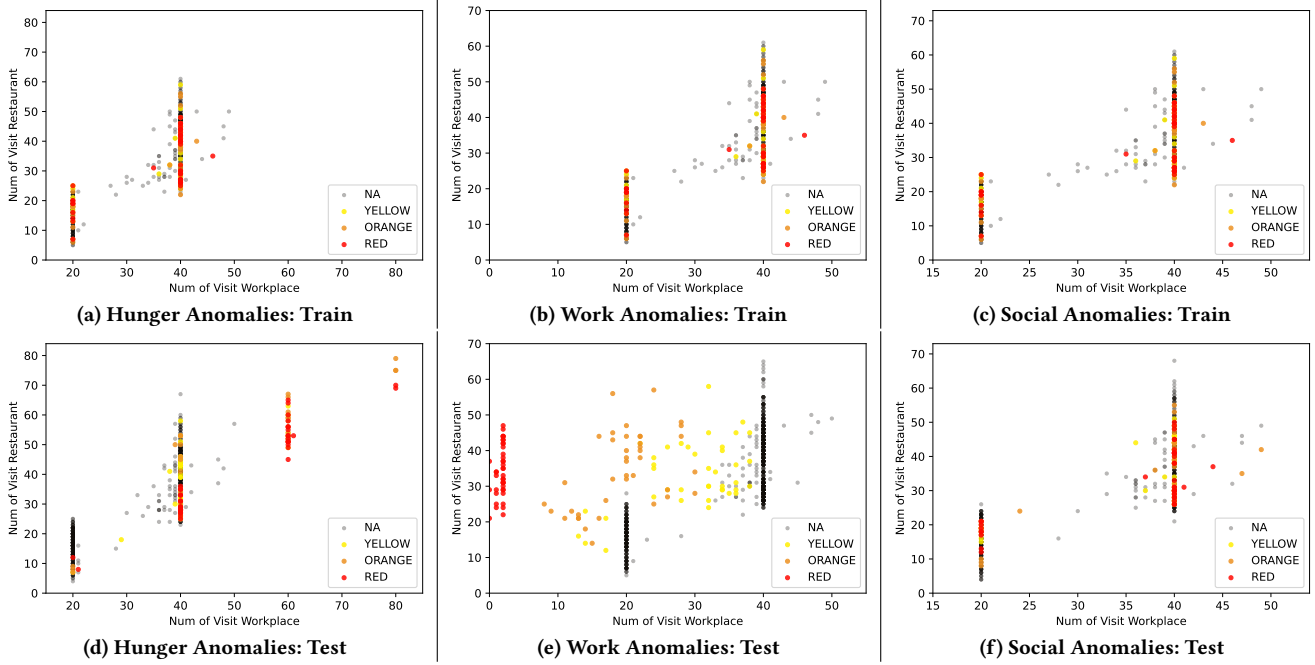 80
70
60
50
40
30
20
10
0
Num of Visit Restaurant
20 30 40 50 60 70 80
Num of Visit Workplace
NA
YELLOW
ORANGE
RED
(a) Hunger Anomalies: Train
70
60
50
40
30
20
10
0
Num of Visit Restaurant
0 10 20 30 40 50
Num of Visit Workplace
NA
YELLOW
ORANGE
RED
(b) Work Anomalies: Train
70
60
50
40
30
20
10
0
Num of Visit Restaurant
15 20 25 30 35 40 45 50
Num of Visit Workplace
NA
YELLOW
ORANGE
RED
(c) Social Anomalies: Train
80
70
60
50
40
30
20
10
0
Num of Visit Restaurant
20 30 40 50 60 70 80
Num of Visit Workplace
NA
YELLOW
ORANGE
RED
(d) Hunger Anomalies: Test
70
60
50
40
30
20
10
0
Num of Visit Restaurant
0 10 20 30 40 50
Num of Visit Workplace
NA
YELLOW
ORANGE
RED
(e) Work Anomalies: Test
70
60
50
40
30
20
10
0
Num of Visit Restaurant
15 20 25 30 35 40 45 50
Num of Visit Workplace
NA
YELLOW
ORANGE
RED
(f) Social Anomalies: Test